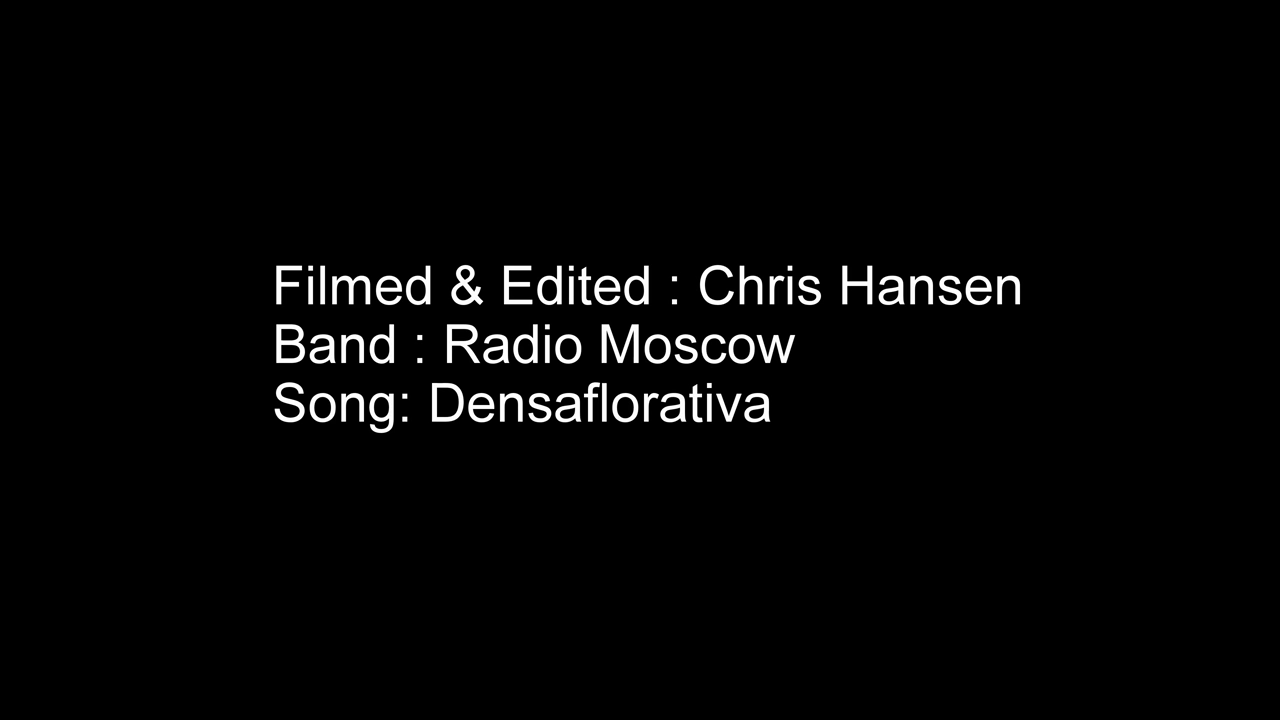 Filmed & Edited : Chris Hansen
Band : Radio Moscow
Song: Densaflorativa